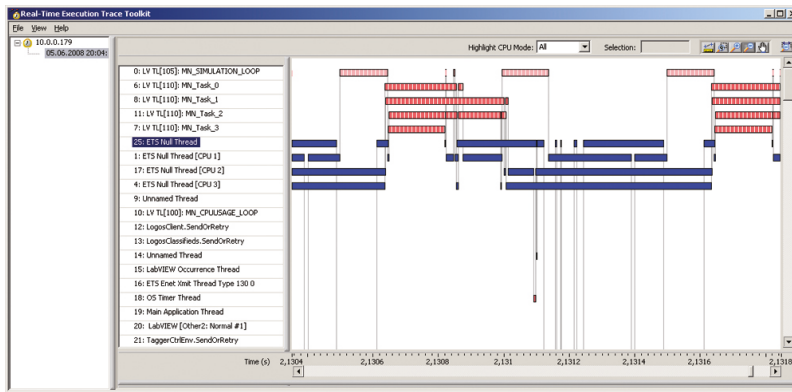 Real-Time Execution Trace Toolkit
File View Help
10.0.0.179
05.06.2008 20:04:
Highlight CPU Mode: All Selection:
0: LV TL[105]: MN_SIMULATION_LOOP
6: LV TL[110]: MN_Task_0
8: LV TL[110]: MN_Task_1
11: LV TL[110]: MN_Task_2
7: LV TL[110]: MN_Task_3
25: ETS Null Thread
1: ETS Null Thread [CPU 1]
17: ETS Null Thread [CPU 2]
4: ETS Null Thread [CPU 3]
9: Unnamed Thread
10: LV TL[100]: MN_CPUUSAGE_LOOP
12: LogosClient.SendOrRetry
13: LogosClassifieds.SendOrRetry
14: Unnamed Thread
15: LabVIEW Occurrence Thread
16: ETS Enet Xmit Thread Type 130 0
18: OS Timer Thread
19: Main Application Thread
20: LabVIEW [Other2: Normal #1]
21: TaggerCtrlEnv.SendOrRetry
Time (s) 2,1304 2,1306 2,1308 2,131 2,1312 2,1314 2,1316 2,1318